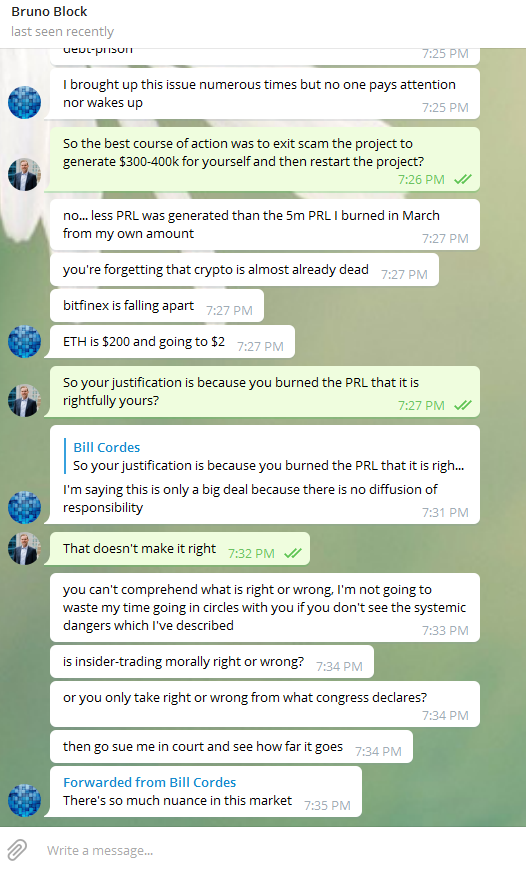 Bruno Block
last seen recently
debt-prison
7:25 PM
I brought up this issue numerous times but no one pays attention
nor wakes up
7:25 PM
So the best course of action was to exit scam the project to
generate $300-400k for yourself and then restart the project?
7:26 PM
no... less PRL was generated than the 5m PRL I burned in March
from my own amount
7:27 PM
you're forgetting that crypto is almost already dead 7:27 PM
bitfinex is falling apart 7:27 PM
ETH is $200 and going to $2 7:27 PM
So your justification is because you burned the PRL that it is
rightfully yours?
7:27 PM
Bill Cordes
So your justification is because you burned the PRL that it is righ...
I'm saying this is only a big deal because there is no diffusion of
responsibility
7:31 PM
That doesn't make it right 7:32 PM
you can't comprehend what is right or wrong, I'm not going to
waste my time going in circles with you if you don't see the systemic
dangers which I've described
7:33 PM
is insider-trading morally right or wrong? 7:34 PM
or you only take right or wrong from what congress declares?
7:34 PM
then go sue me in court and see how far it goes 7:34 PM
Forwarded from Bill Cordes
There's so much nuance in this market 7:35 PM
Write a message...